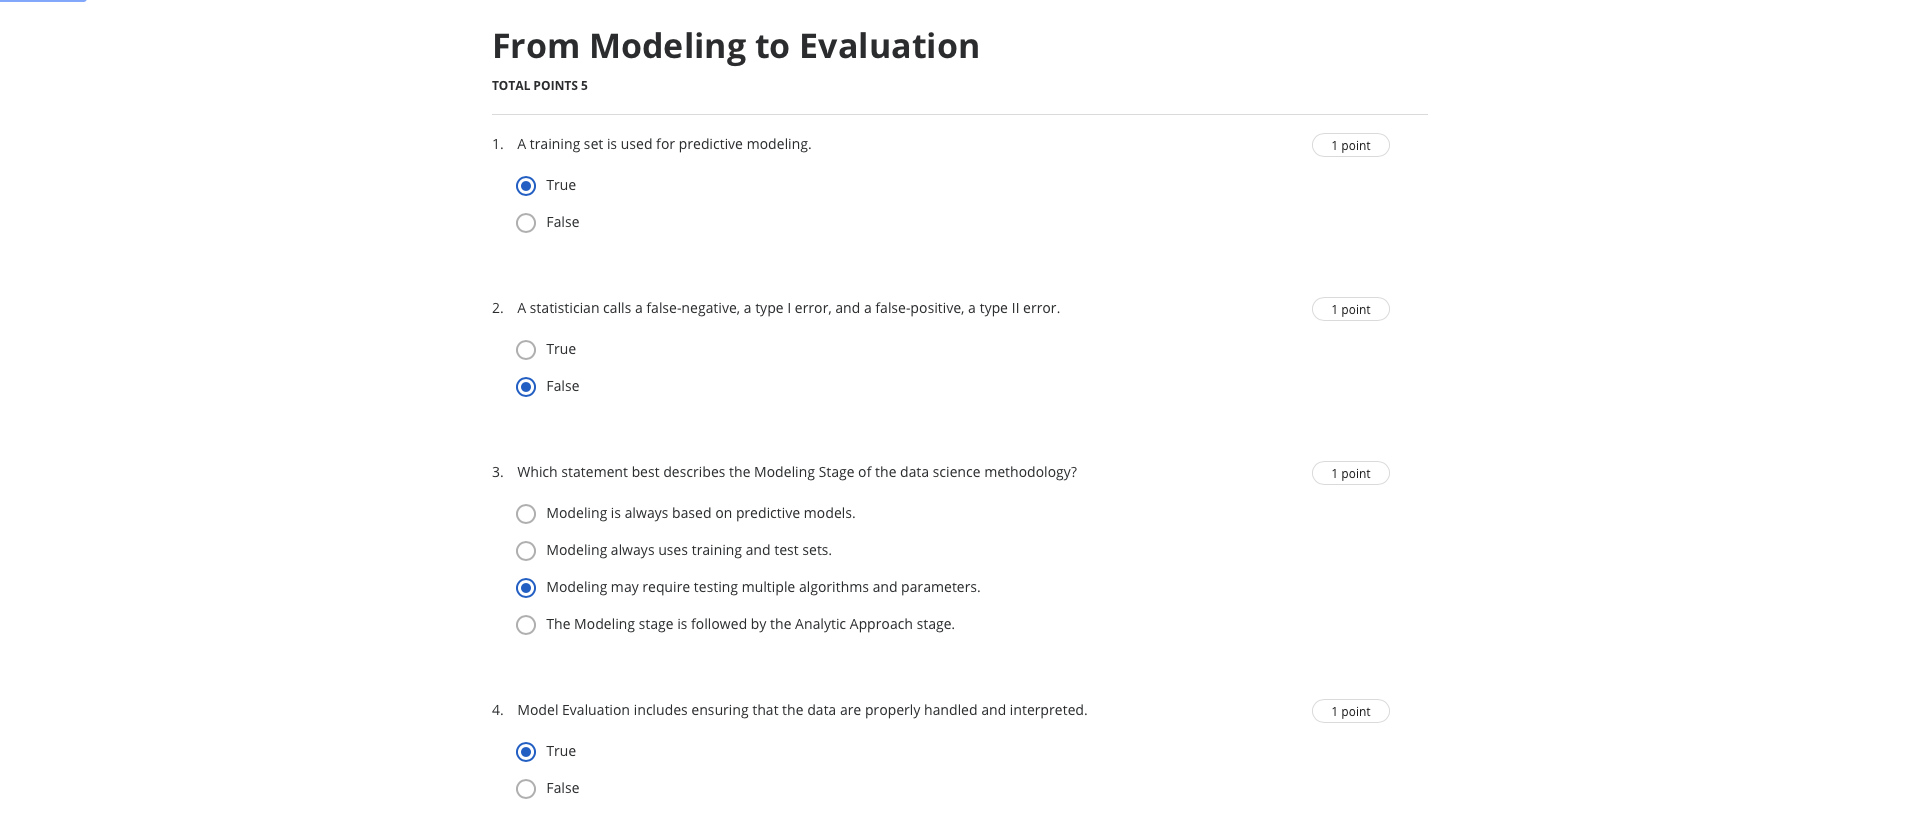 From Modeling to Evaluation
TOTAL POINTS 5
1. A training set is used for predictive modeling. 1 point
True
False
2. A statistician calls a false-negative, a type I error, and a false-positive, a type II error. 1 point
True
False
3. Which statement best describes the Modeling Stage of the data science methodology? 1 point
Modeling is always based on predictive models.
Modeling always uses training and test sets.
Modeling may require testing multiple algorithms and parameters.
The Modeling stage is followed by the Analytic Approach stage.
4. Model Evaluation includes ensuring that the data are properly handled and interpreted. 1 point
True
False